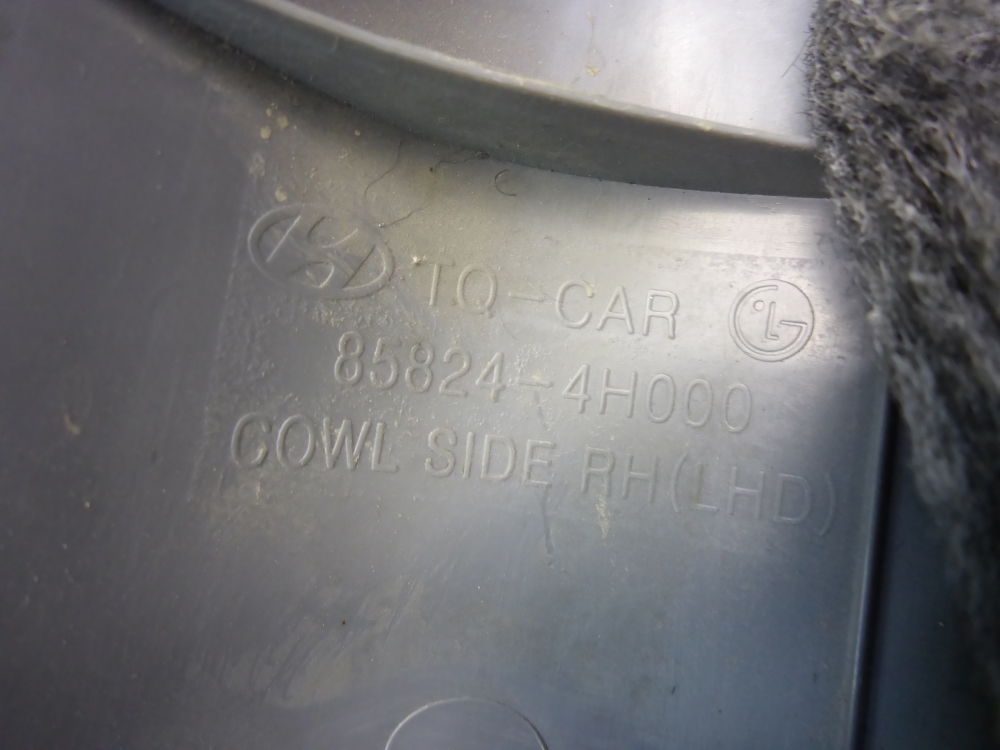 TQ-CAR
85824-4H000
COWL SIDE RH(LHD)